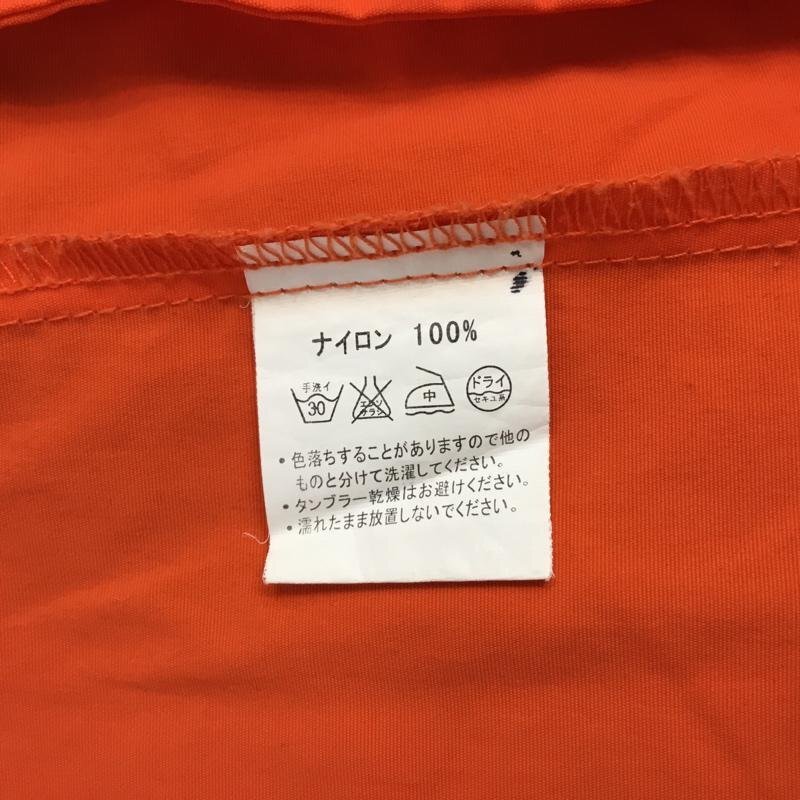 ナイロン 100%
手洗イ 30 エンソ サラシ 中 ドライ セキユ系
・色落ちすることがありますので他の
ものと分けて洗濯してください。
・タンブラー乾燥はお避けください。
・濡れたまま放置しないでください。